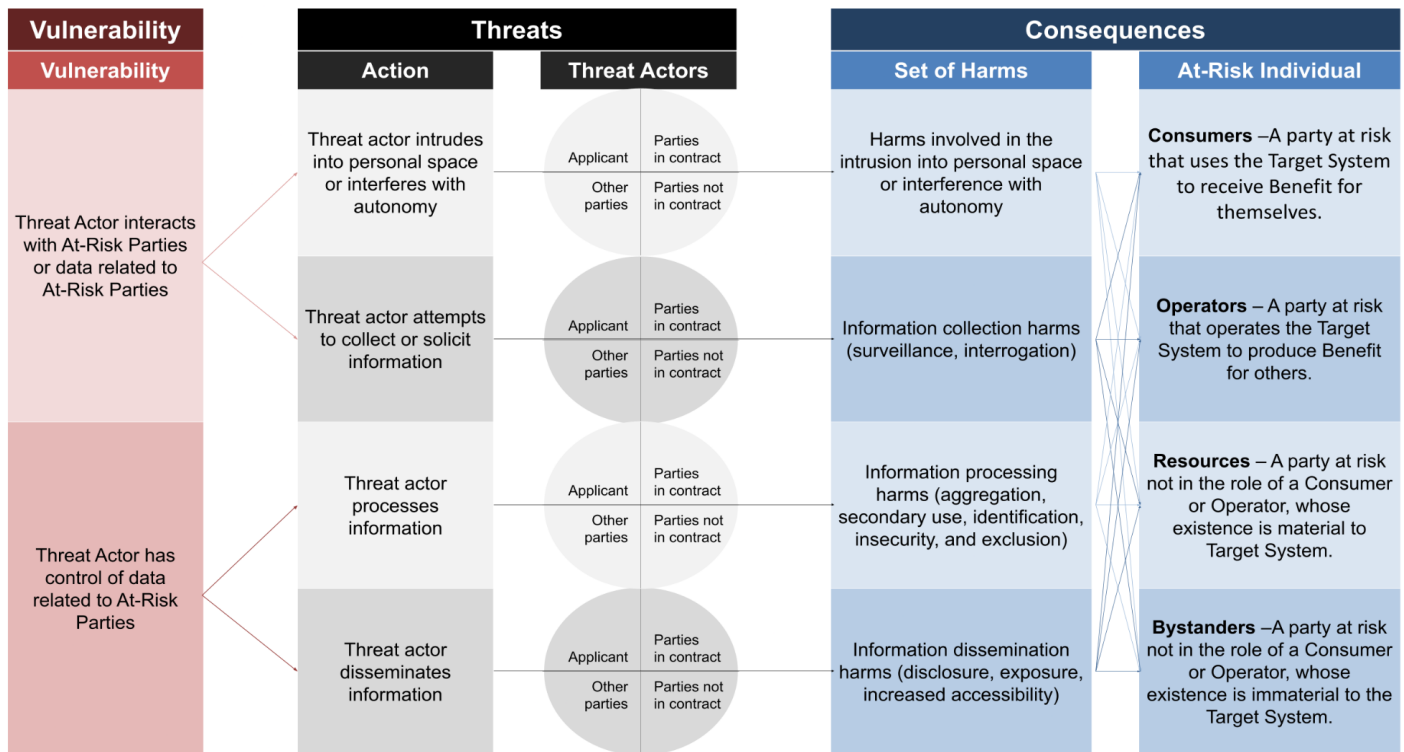 Vulnerability
Threats
Consequences
Vulnerability
Action
Threat Actors
Set of Harms
At-Risk Individual
Threat Actor interacts
with At-Risk Parties
or data related to
At-Risk Parties
Threat actor intrudes
into personal space
or interferes with
autonomy
Applicant
Parties
in contract
Other
parties
Parties not
in contract
Harms involved in the
intrusion into personal space
or interference with
autonomy
Consumers –A party at risk
that uses the Target System
to receive Benefit for
themselves.
Threat actor attempts
to collect or solicit
information
Applicant
Parties
in contract
Other
parties
Parties not
in contract
Information collection harms
(surveillance, interrogation)
Operators – A party at risk
that operates the Target
System to produce Benefit
for others.
Threat Actor has
control of data
related to At-Risk
Parties
Threat actor
processes
information
Applicant
Parties
in contract
Other
parties
Parties not
in contract
Information processing
harms (aggregation,
secondary use, identification,
insecurity, and exclusion)
Resources – A party at risk
not in the role of a Consumer
or Operator, whose
existence is material to
Target System.
Threat actor
disseminates
information
Applicant
Parties
in contract
Other
parties
Parties not
in contract
Information dissemination
harms (disclosure, exposure,
increased accessibility)
Bystanders –A party at risk
not in the role of a Consumer
or Operator, whose
existence is immaterial to the
Target System.